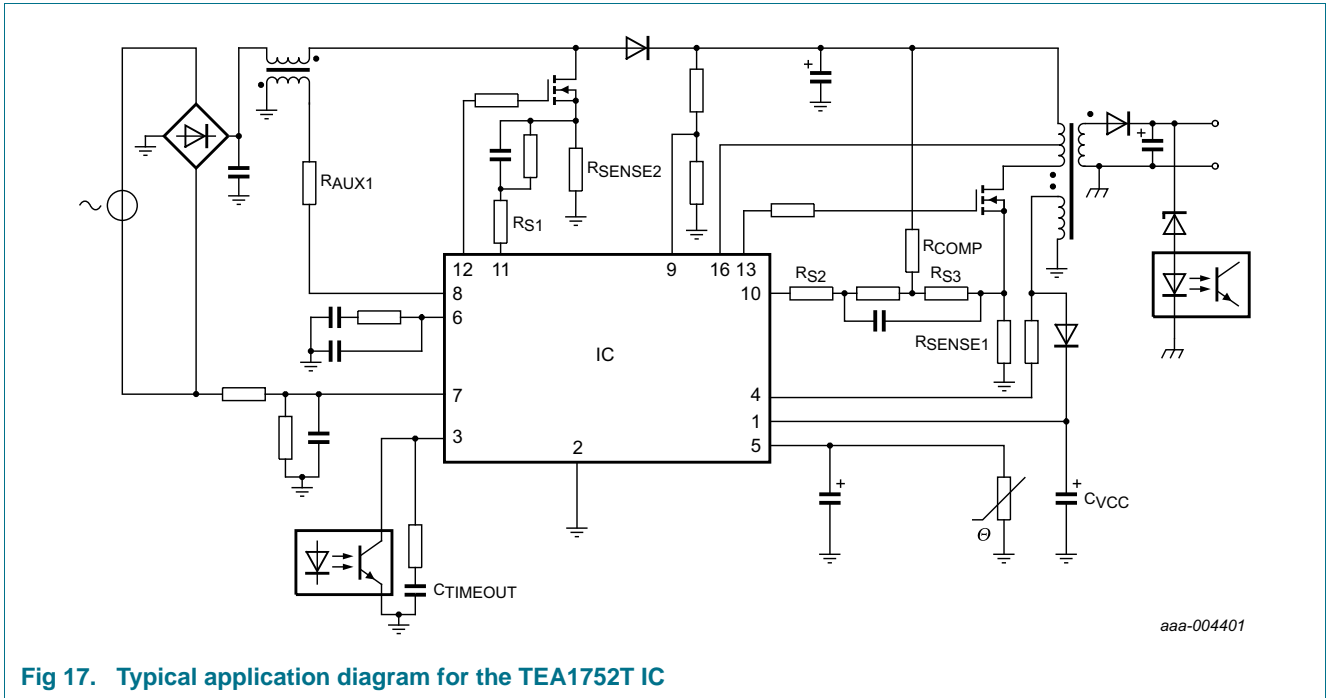 RAUX1
RSENSE2
RS1
RCOMP
12
11
9
16
13
8
10
RS2
RS3
6
RSENSE1
IC
7
4
1
3
2
5
CVCC
Θ
CTIMEOUT
aaa-004401
Fig 17. Typical application diagram for the TEA1752T IC